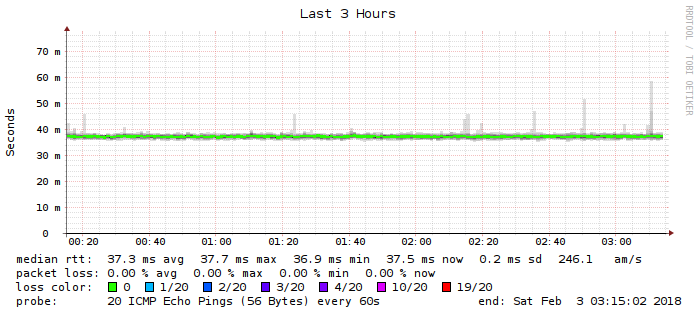 Last 3 Hours
RRDTOOL / TOBI OETIKER
Seconds
70 m
60 m
50 m
40 m
30 m
20 m
10 m
0
00:20 00:40 01:00 01:20 01:40 02:00 02:20 02:40 03:00
median rtt: 37.3 ms avg 37.7 ms max 36.9 ms min 37.5 ms now 0.2 ms sd 246.1 am/s
packet loss: 0.00 % avg 0.00 % max 0.00 % min 0.00 % now
loss color: 0 1/20 2/20 3/20 4/20 10/20 19/20
probe: 20 ICMP Echo Pings (56 Bytes) every 60s end: Sat Feb 3 03:15:02 2018